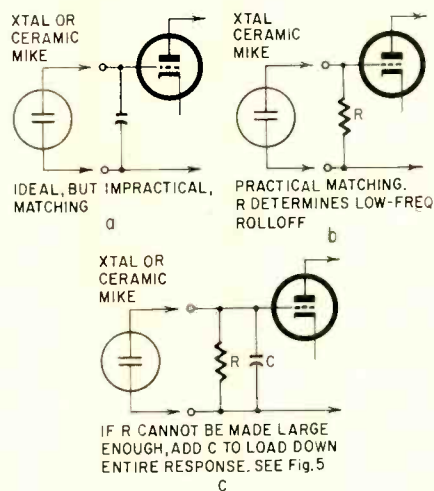 XTAL OR
CERAMIC
MIKE
IDEAL, BUT IMPRACTICAL,
MATCHING
a
XTAL
CERAMIC
MIKE
R
PRACTICAL MATCHING.
R DETERMINES LOW-FREQ
ROLLOFF
b
XTAL OR
CERAMIC
MIKE
R
C
IF R CANNOT BE MADE LARGE
ENOUGH, ADD C TO LOAD DOWN
ENTIRE RESPONSE. SEE Fig. 5
C